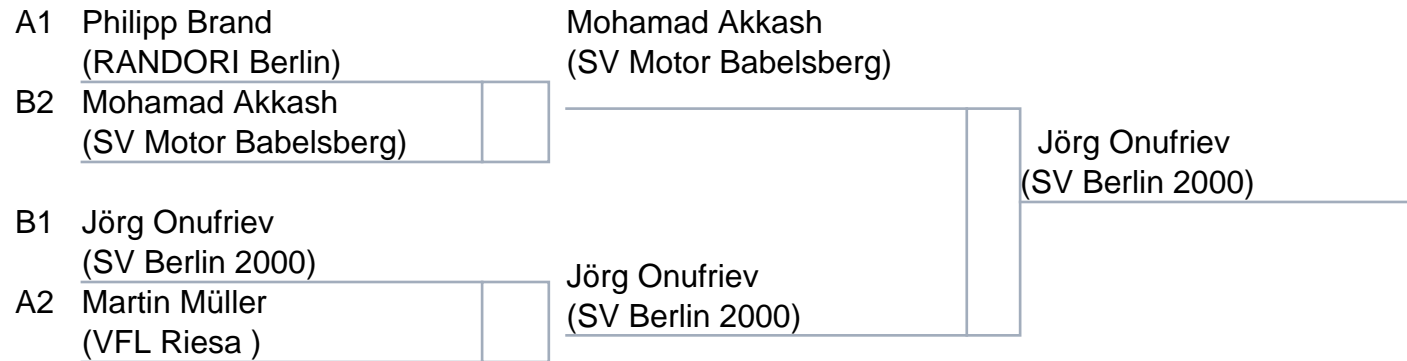 A1 Philipp Brand
(RANDORI Berlin)
B2 Mohamad Akkash
(SV Motor Babelsberg)
B1 Jörg Onufriev
(SV Berlin 2000)
A2 Martin Müller
(VFL Riesa )
Mohamad Akkash
(SV Motor Babelsberg)
Jörg Onufriev
(SV Berlin 2000)
Jörg Onufriev
(SV Berlin 2000)